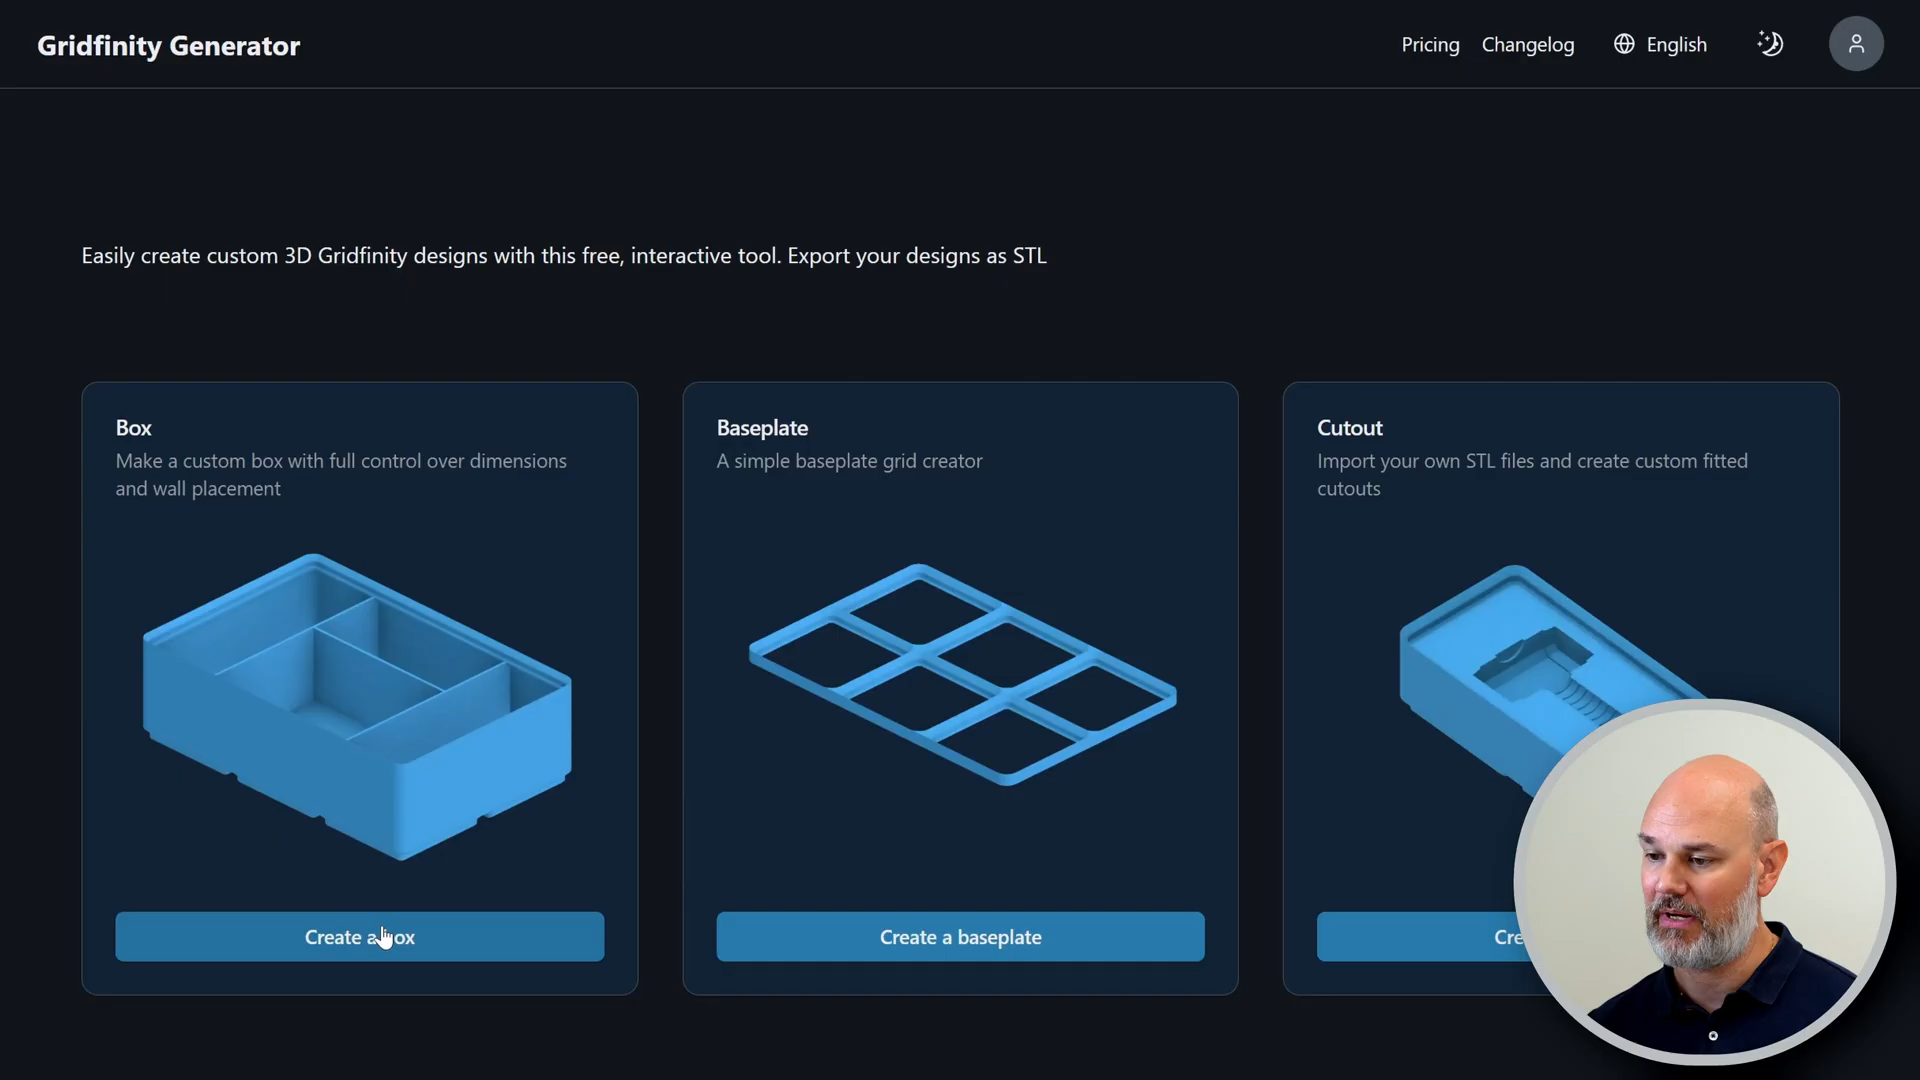 Gridfinity Generator
Pricing
Changelog
English
Easily create custom 3D Gridfinity designs with this free, interactive tool. Export your designs as STL
Box
Make a custom box with full control over dimensions
and wall placement
Create a box
Baseplate
A simple baseplate grid creator
Create a baseplate
Cutout
Import your own STL files and create custom fitted
cutouts